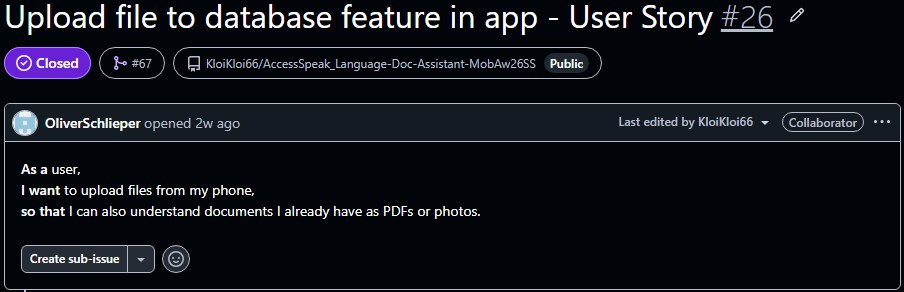 Upload file to database feature in app - User Story #26
Closed
#67
KloiKloi66/AccessSpeak_Language-Doc-Assistant-MobAw26SS Public
OliverSchlieper opened 2w ago
Last edited by KloiKloi66
Collaborator
As a user,
I want to upload files from my phone,
so that I can also understand documents I already have as PDFs or photos.
Create sub-issue